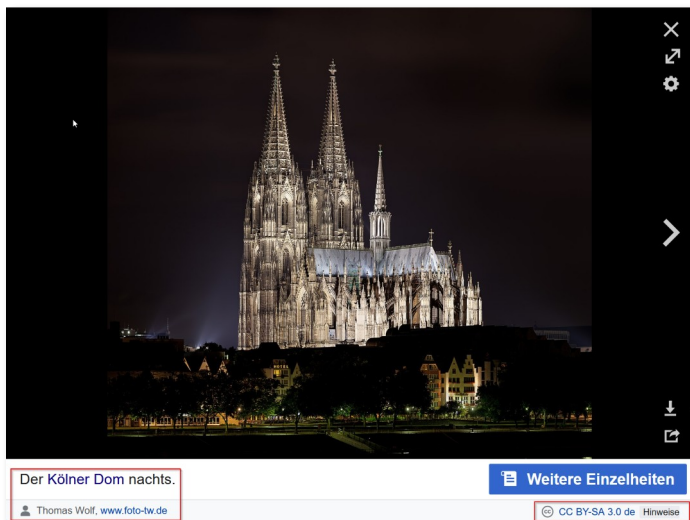 Der Kölner Dom nachts.
Weitere Einzelheiten
Thomas Wolf, www.foto-tw.de
cc CC BY-SA 3.0 de Hinweise